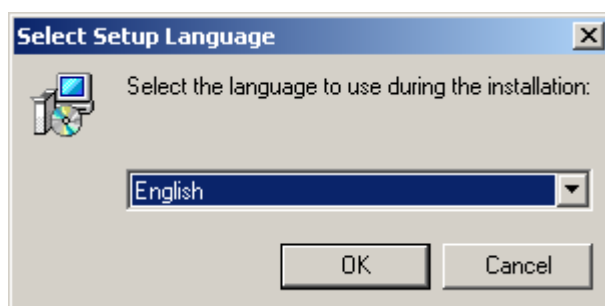 Select Setup Language
Select the language to use during the installation:
English
OK
Cancel